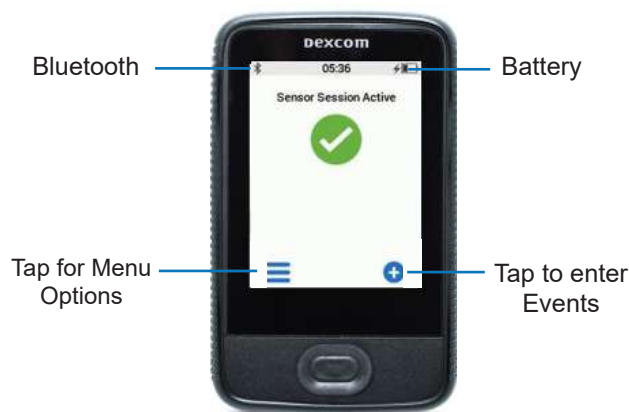 Dexcom
Bluetooth
05:36
Battery
Sensor Session Active
Tap for Menu
Options
Tap to enter
Events